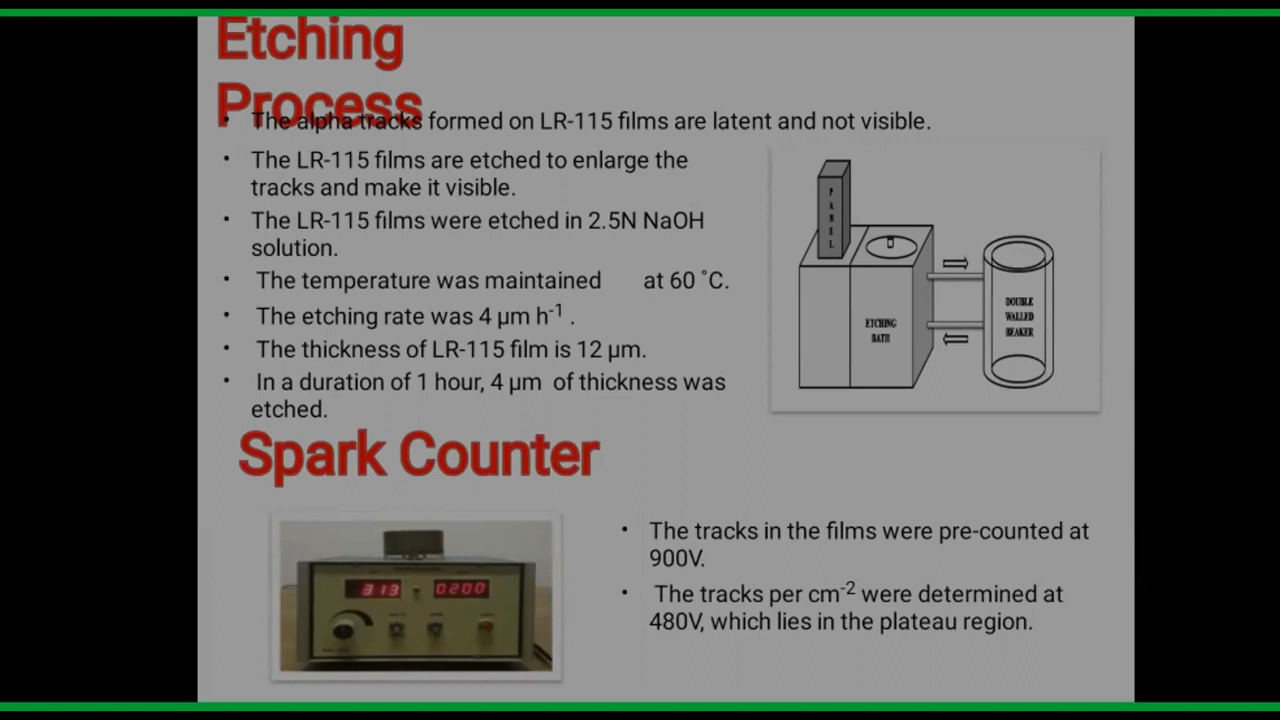 Etching
Process
• The alpha tracks formed on LR-115 films are latent and not visible.
• The LR-115 films are etched to enlarge the
tracks and make it visible.
• The LR-115 films were etched in 2.5N NaOH
solution.
• The temperature was maintained at 60 ˚C.
• The etching rate was 4 µm h-1 .
• The thickness of LR-115 film is 12 µm.
• In a duration of 1 hour, 4 µm of thickness was
etched.
PANEL
ETCHING
BATH
DOUBLE
WALLED
BEAKER
Spark Counter
313 0200
• The tracks in the films were pre-counted at
900V.
• The tracks per cm-2 were determined at
480V, which lies in the plateau region.